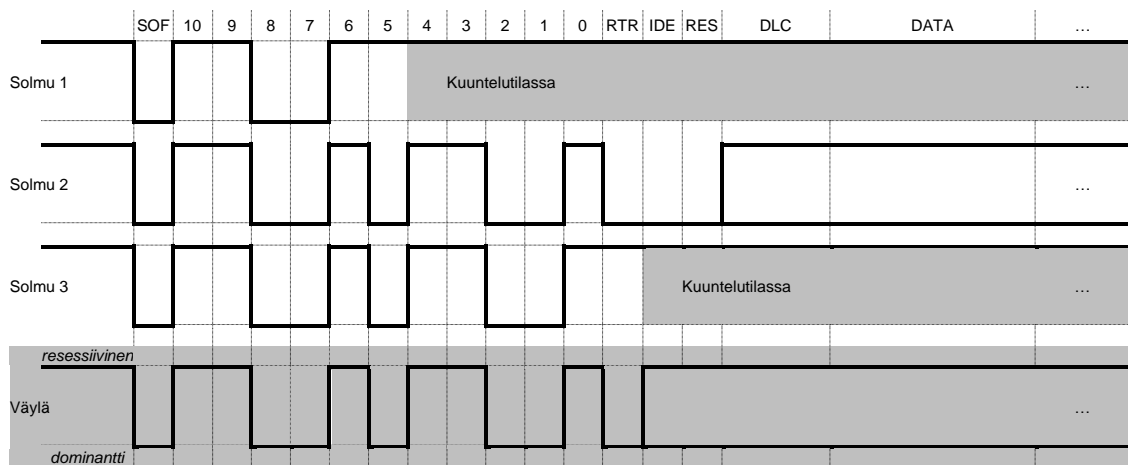 SOF 10 9 8 7 6 5 4 3 2 1 0 RTR IDE RES DLC DATA …
Solmu 1 Kuuntelutilassa …
Solmu 2 …
Solmu 3 Kuuntelutilassa …
resessiivinen
Väylä …
dominantti